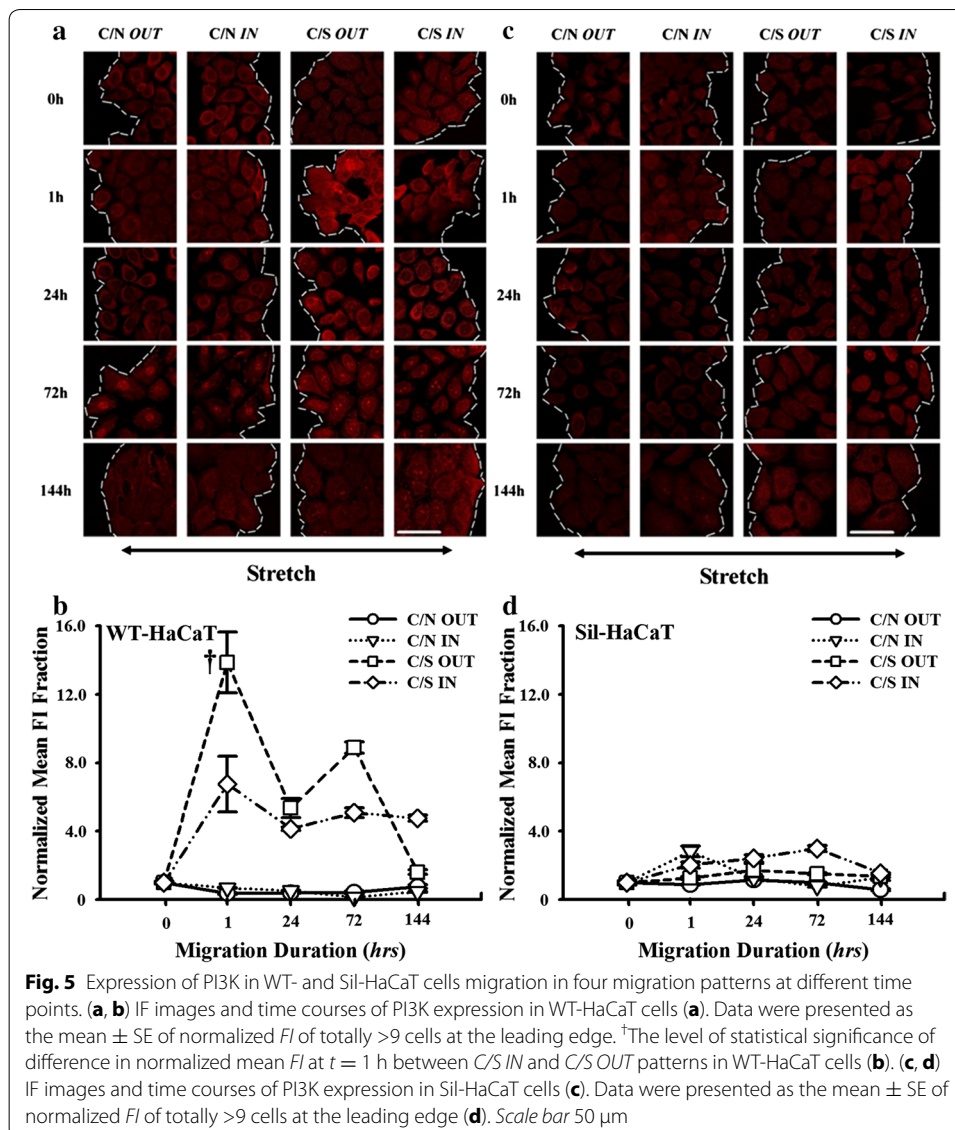 a
C/N OUT C/N IN C/S OUT C/S IN
c
C/N OUT C/N IN C/S OUT C/S IN
0h
0h
1h
1h
24h
24h
72h
72h
144h
144h
Stretch
Stretch
b
16.0
12.0
8.0
4.0
0
Normalized Mean FI Fraction
WT-HaCaT
†
C/N OUT
C/N IN
C/S OUT
C/S IN
0 1 24 72 144
Migration Duration (hrs)
d
16.0
12.0
8.0
4.0
0
Normalized Mean FI Fraction
Sil-HaCaT
C/N OUT
C/N IN
C/S OUT
C/S IN
0 1 24 72 144
Migration Duration (hrs)
Fig. 5 Expression of PI3K in WT- and Sil-HaCaT cells migration in four migration patterns at different time
points. (a, b) IF images and time courses of PI3K expression in WT-HaCaT cells (a). Data were presented as
the mean ± SE of normalized FI of totally >9 cells at the leading edge. †The level of statistical significance of
difference in normalized mean FI at t = 1 h between C/S IN and C/S OUT patterns in WT-HaCaT cells (b). (c, d)
IF images and time courses of PI3K expression in Sil-HaCaT cells (c). Data were presented as the mean ± SE of
normalized FI of totally >9 cells at the leading edge (d). Scale bar 50 μm